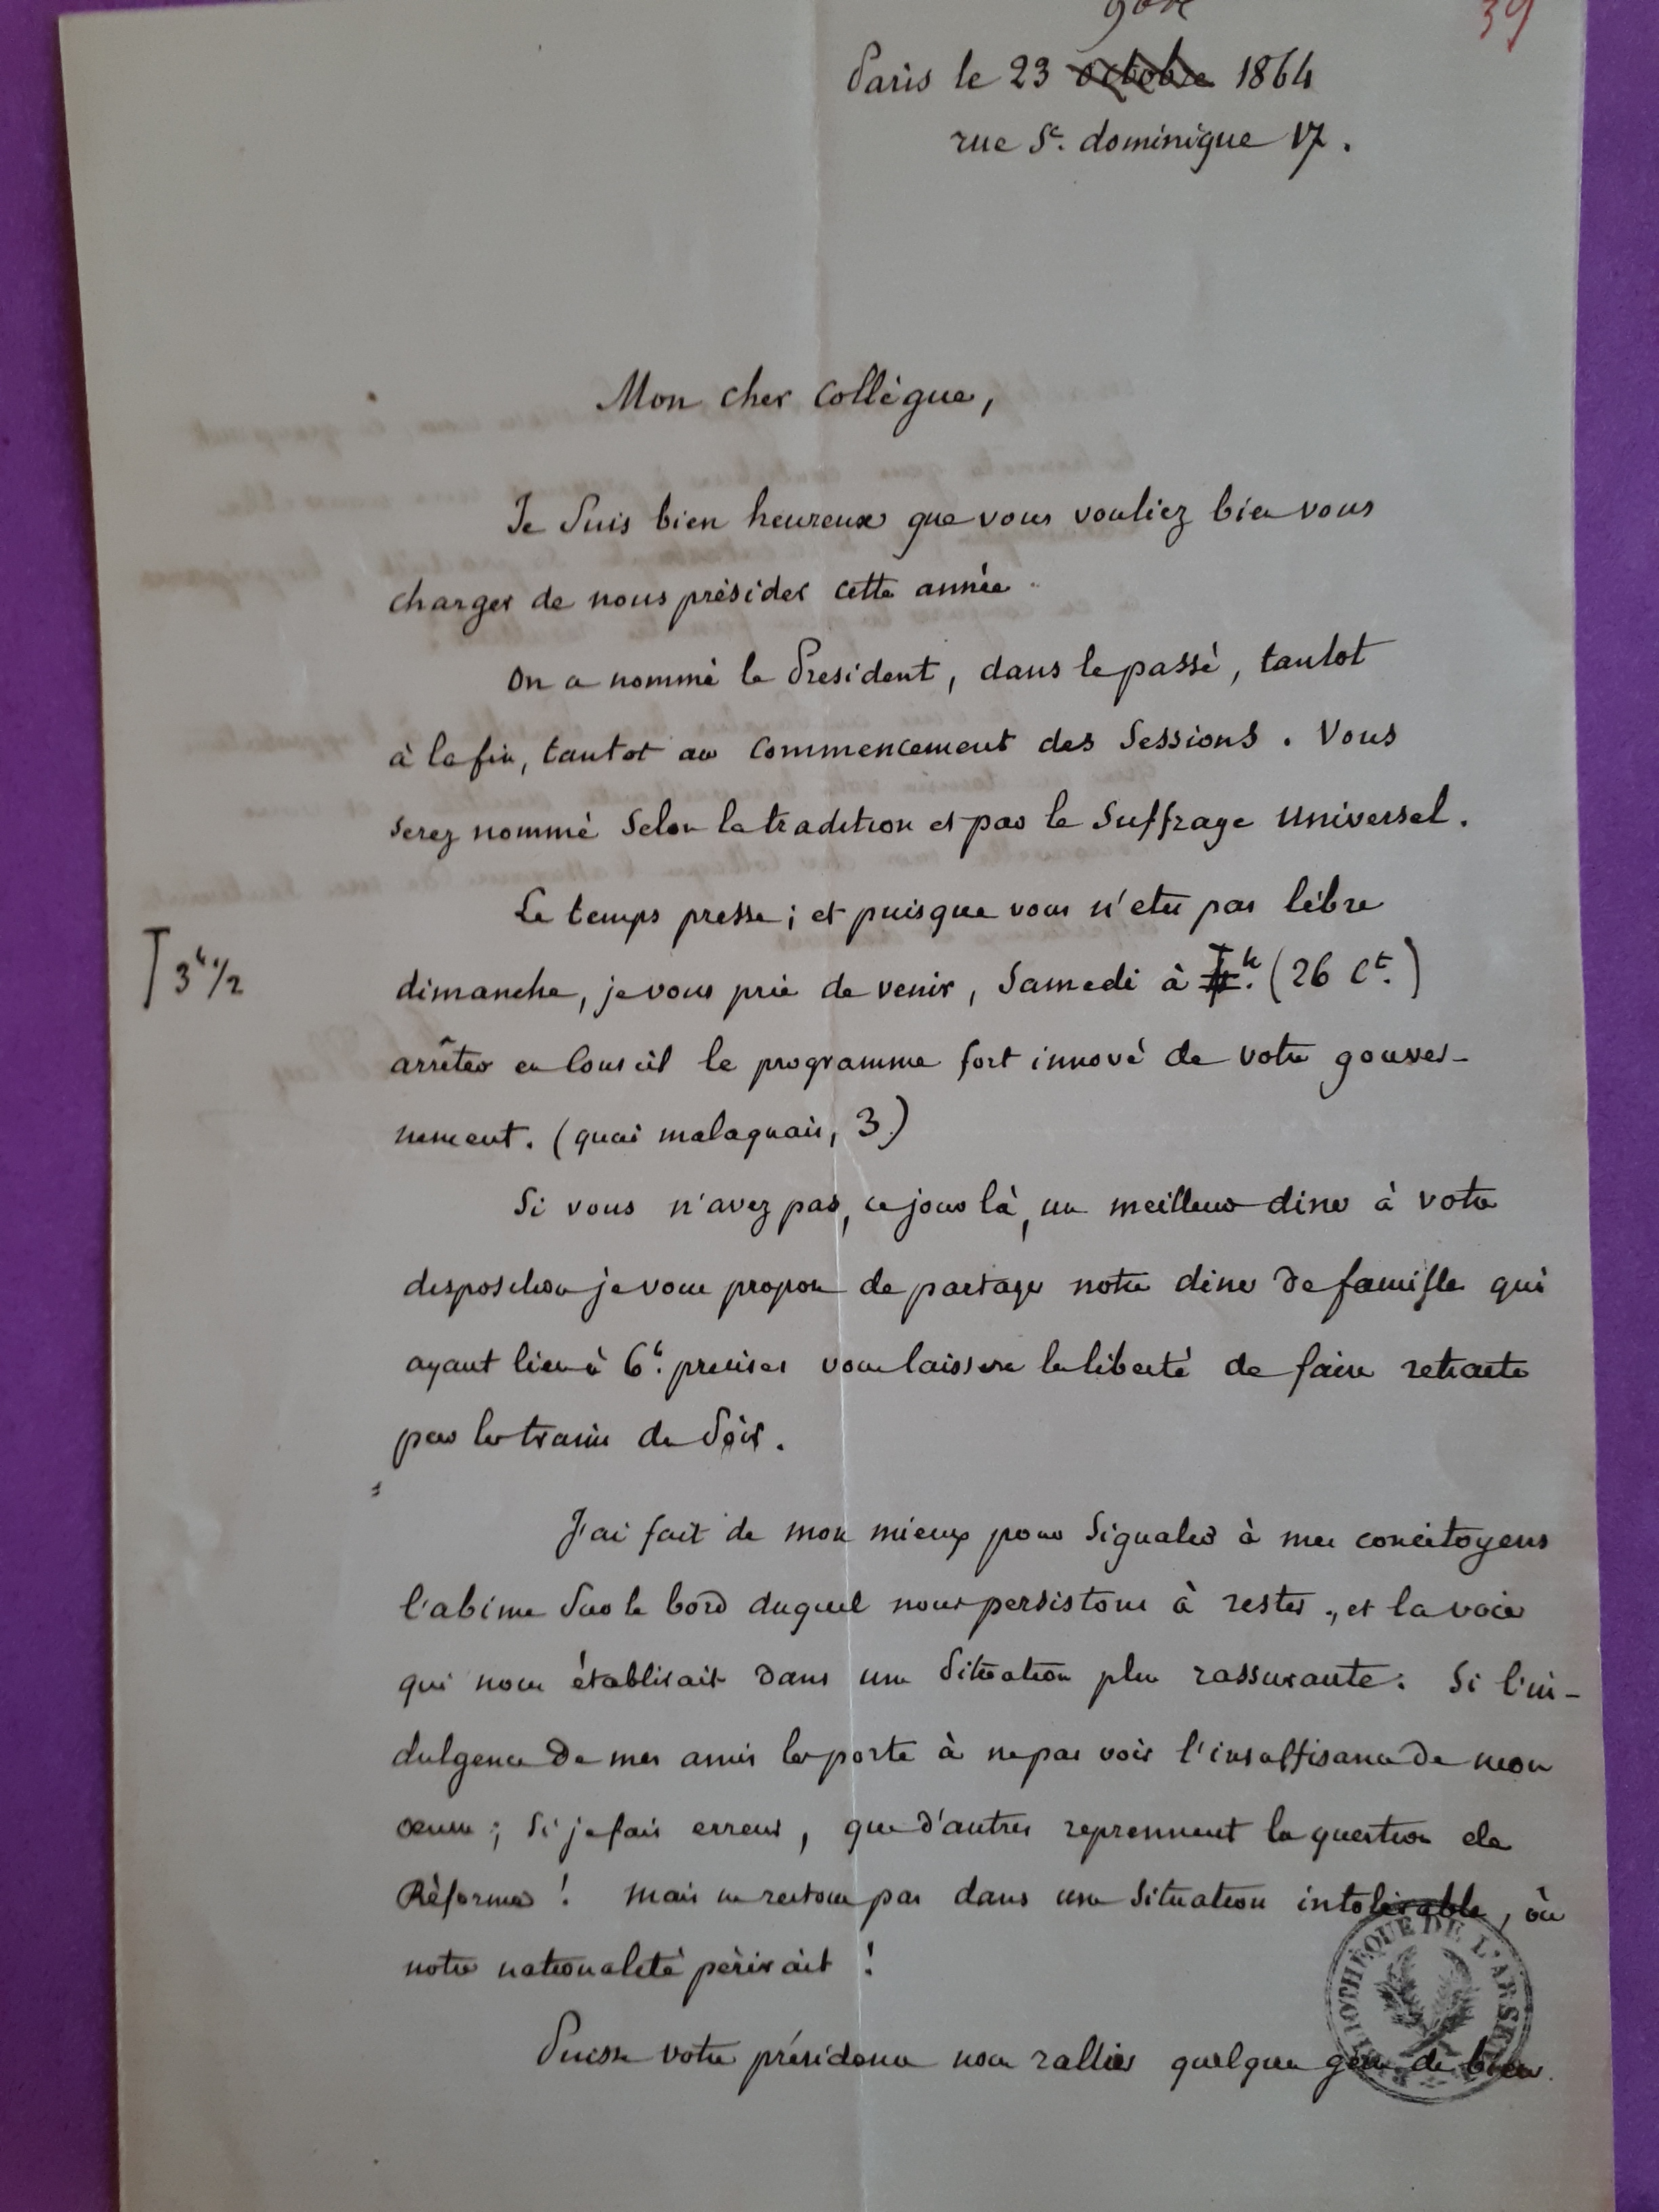 9bre
39
Paris le 23 octobre 1864
rue St. dominique 17.
Mon cher collègue,
Je suis bien heureux que vous vouliez bien vous
charger de nous présider cette année.
On a nommé le Président, dans le passé, tantot
à la fin, tantot au commencement des Sessions. Vous
serez nommé selon la tradition et par le Suffrage Universel.
Le temps presse ; et puisque vous n'etes pas libre
dimanche, je vous prie de venir, Samedi à h. (26 Ct.)
3h 1/2
arrêter en Conseil le programme fort innové de votre gouver-
nement. (quai malaquais, 3)
Si vous n'avez pas, ce jour là, un meilleur diner à votre
disposition je vous propose de partager notre diner de famille qui
ayant lieu à 6h. précises vous laissera la liberté de faire retraite
par les trains du Soir.
J'ai fait de mon mieux pour Signaler à mes concitoyens
l'abime Sur le bord duquel nous persistons à rester, et la voie
qui nous établirait dans une Situation plus rassurante. Si l'in-
dulgence de mes amis les porte à ne pas voir l'insuffisance de mon
œuvre ; Si je fais erreur, que d'autres reprennent la question de
Réforme ! Mais ne restons pas dans une Situation intolérable, où
notre nationalité périrait !
Puisse votre présidence nous rallier quelques gens de bien.
BIBLIOTHÈQUE DE L'ARSENAL